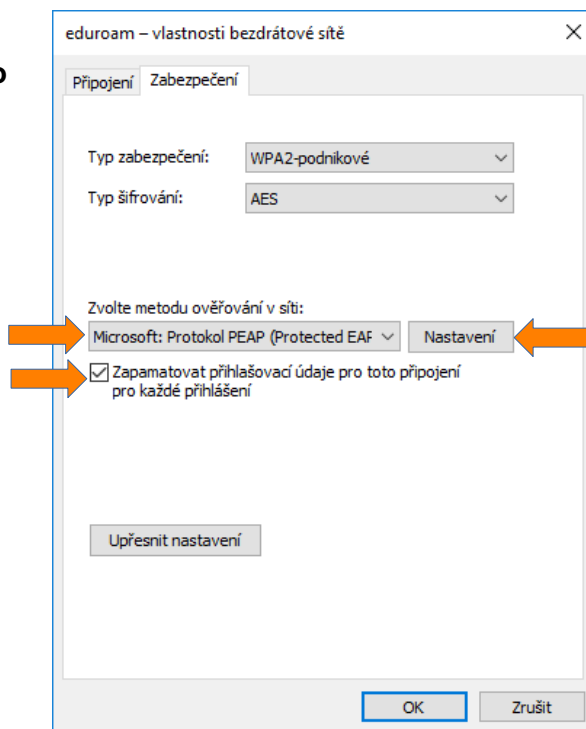 eduroam – vlastnosti bezdrátové sítě
Připojení Zabezpečení
Typ zabezpečení: WPA2-podnikové
Typ šifrování: AES
Zvolte metodu ověřování v síti:
Microsoft: Protokol PEAP (Protected EAP Nastavení
Zapamatovat přihlašovací údaje pro toto připojení
pro každé přihlášení
Upřesnit nastavení
OK Zrušit